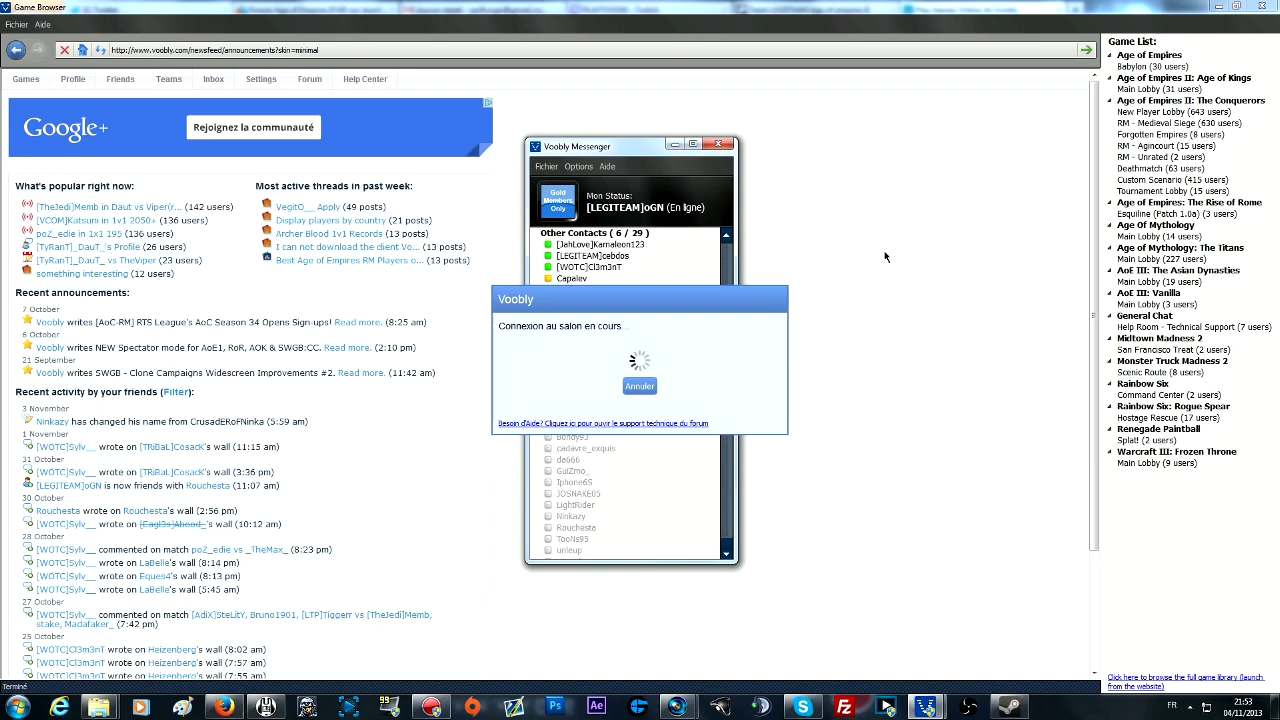 Game Browser
Fichier Aide
http://www.voobly.com/newsfeed/announcements?skin=minimal
Games Profile Friends Teams Inbox Settings Forum Help Center
Google+ Rejoignez la communauté
What's popular right now:
[TheJedi]Memb in Daut vs Viper(r... (142 users)
[VCOM]Katsuni in 1v1 2050+ (136 users)
poZ_edie in 1x1 195 (136 users)
[TyRanT]_DauT_'s Profile (26 users)
[TyRanT]_DauT_ vs TheViper (23 users)
something interesting (12 users)
Most active threads in past week:
VegitO__ Apply (49 posts)
Display players by country (21 posts)
Archer Blood 1v1 Records (13 posts)
I can not download the client Vo... (13 posts)
Best Age of Empires RM Players o... (13 posts)
Recent announcements:
7 October
Voobly writes [AoC-RM] RTS League's AoC Season 34 Opens Sign-ups! Read more. (8:25 am)
6 October
Voobly writes NEW Spectator mode for AoE1, RoR, AOK & SWGB:CC. Read more. (2:10 pm)
21 September
Voobly writes SWGB - Clone Campaigns Widescreen Improvements #2. Read more. (11:42 am)
Recent activity by your friends (Filter):
3 November
Ninkazy has changed his name from CrusadERoFNinka (5:59 am)
1 November
[WOTC]Sylv__ wrote on [TRiBaL]CosacK's wall (11:15 am)
31 October
[WOTC]Sylv__ wrote on [TRiBaL]CosacK's wall (3:36 pm)
[LEGITEAM]oGN is now friends with Rouchesta (11:07 am)
30 October
Rouchesta wrote on Rouchesta's wall (2:56 pm)
[WOTC]Sylv__ wrote on [Eagl3s]Abood_'s wall (10:12 am)
28 October
[WOTC]Sylv__ commented on match poZ_edie vs _TheMax_ (8:23 pm)
[WOTC]Sylv__ wrote on LaBelle's wall (8:14 pm)
[WOTC]Sylv__ wrote on Eques4's wall (8:13 pm)
[WOTC]Sylv__ wrote on LaBelle's wall (5:45 am)
27 October
[WOTC]Sylv__ commented on match [AdiX]SteLitY, Bruno1901, [LTP]Tiggerr vs [TheJedi]Memb,
stake, Madafaker_ (7:42 pm)
25 October
[WOTC]Cl3m3nT wrote on Heizenberg's wall (8:02 am)
[WOTC]Cl3m3nT wrote on Heizenberg's wall (7:57 am)
[WOTC]Cl3m3nT wrote on Heizenberg's wall (7:55 am)
Terminé
Voobly Messenger
Fichier Options Aide
Gold
Members
Only
Mon Status:
[LEGITEAM]oGN (En ligne)
Other Contacts ( 6 / 29 )
[JahLove]Kamaleon123
[LEGITEAM]cebdos
[WOTC]Cl3m3nT
Capalev
Voobly
Connexion au salon en cours...
Annuler
Besoin d'Aide? Cliquez ici pour ouvir le support technique du forum
Bondy93
cadavre_exquis
da666
GuiZmo_
Iphone6S
JOSNAKE05
LightRider
Ninkazy
Rouchesta
TooNs95
unleup
Game List:
Age of Empires
Babylon (30 users)
Age of Empires II: Age of Kings
Main Lobby (31 users)
Age of Empires II: The Conquerors
New Player Lobby (643 users)
RM - Medieval Siege (630 users)
Forgotten Empires (8 users)
RM - Agincourt (15 users)
RM - Unrated (2 users)
Deathmatch (63 users)
Custom Scenario (415 users)
Tournament Lobby (15 users)
Age of Empires: The Rise of Rome
Esquiline (Patch 1.0a) (3 users)
Age Of Mythology
Main Lobby (14 users)
Age of Mythology: The Titans
Main Lobby (227 users)
AoE III: The Asian Dynasties
Main Lobby (19 users)
AoE III: Vanilla
Main Lobby (3 users)
General Chat
Help Room - Technical Support (7 users)
Midtown Madness 2
San Francisco Treat (2 users)
Monster Truck Madness 2
Scenic Route (8 users)
Rainbow Six
Command Center (2 users)
Rainbow Six: Rogue Spear
Hostage Rescue (17 users)
Renegade Paintball
Splat! (2 users)
Warcraft III: Frozen Throne
Main Lobby (9 users)
Click here to browse the full game library (launch
from the website)
99
Ps
Ae
FR
21:53
04/11/2013